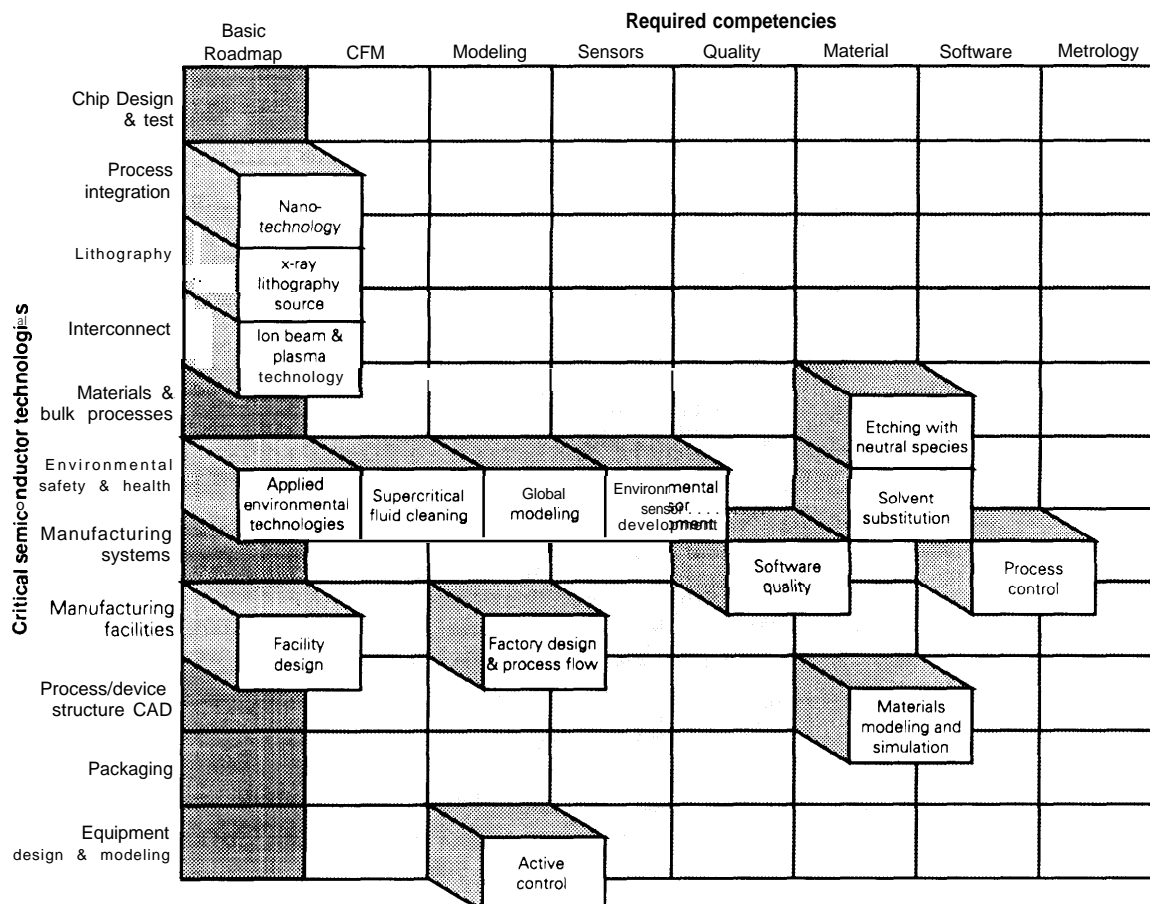 Required competencies
Basic
Roadmap
CFM
Modeling
Sensors
Quality
Material
Software
Metrology
Critical semiconductor technologies
Chip Design
& test
Process
integration
Lithography
Interconnect
Materials &
bulk processes
Environmental
safety & health
Manufacturing
systems
Manufacturing
facilities
Process/device
structure CAD
Packaging
Equipment
design & modeling
Nano-
technology
x-ray
lithography
source
Ion beam &
plasma
technology
Etching with
neutral species
Applied
environmental
technologies
Supercritical
fluid cleaning
Global
modeling
Environmental
sensor ....
development
Solvent
substitution
Software
quality
Process
control
Facility
design
Factory design
& process flow
Materials
modeling and
simulation
Active
control